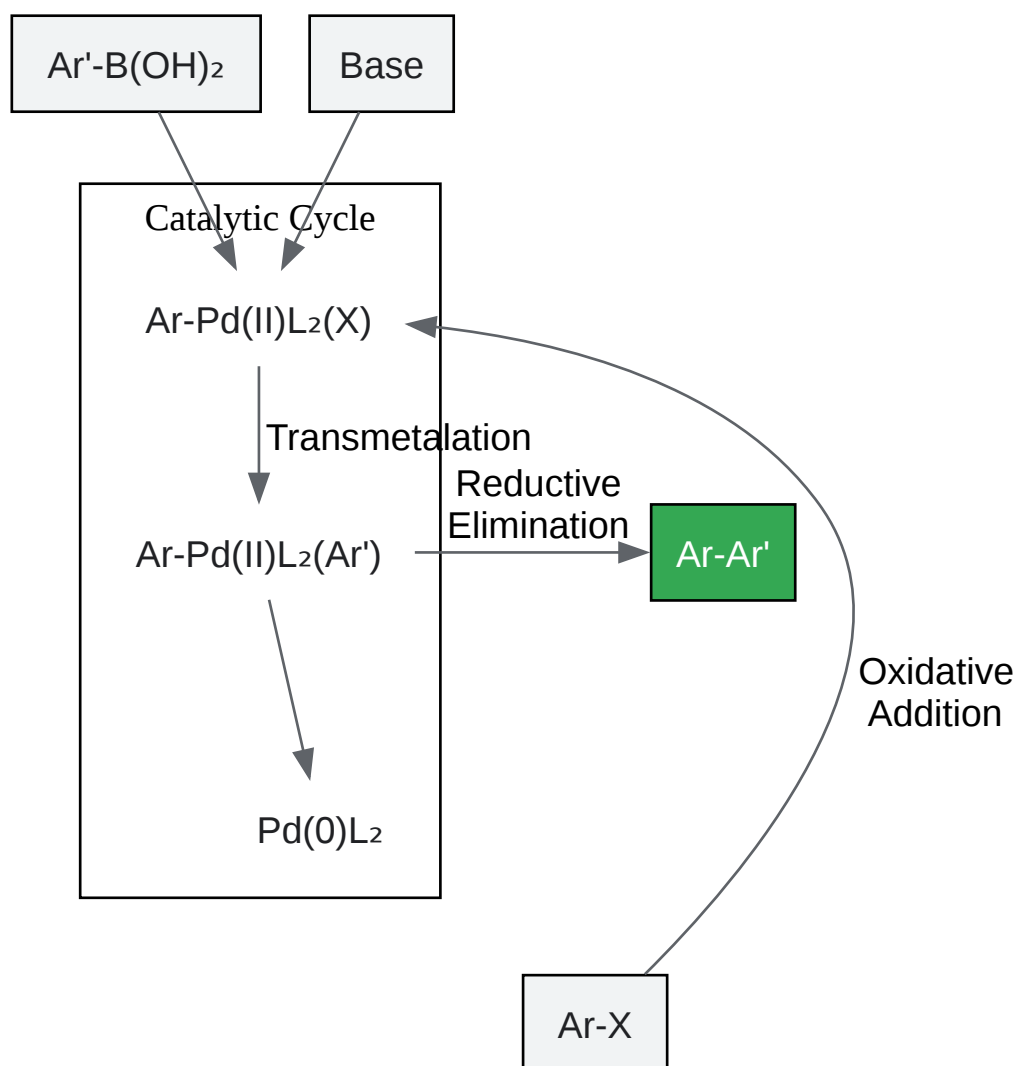 Ar'-B(OH)₂
Base
Catalytic Cycle
Ar-Pd(II)L₂(X)
Transmetalation
Reductive
Elimination
Ar-Pd(II)L₂(Ar')
Ar-Ar'
Oxidative
Addition
Pd(0)L₂
Ar-X